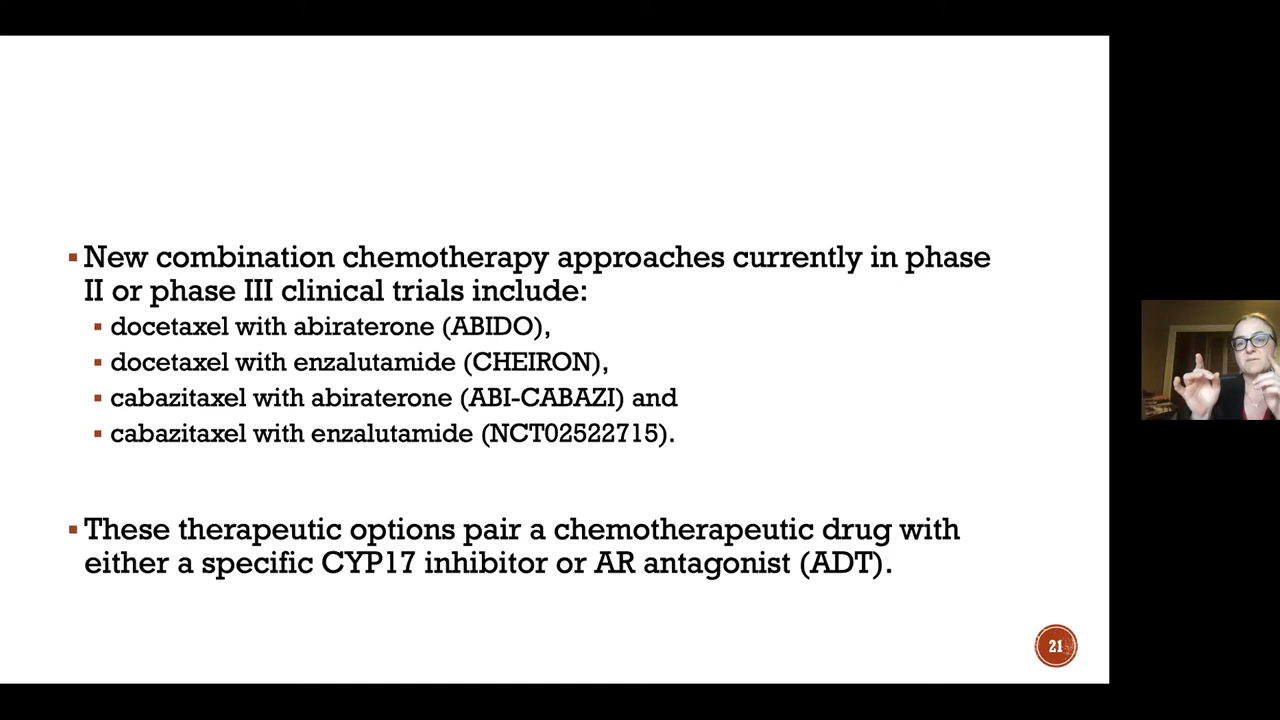 ▪ New combination chemotherapy approaches currently in phase
II or phase III clinical trials include:
▪ docetaxel with abiraterone (ABIDO),
▪ docetaxel with enzalutamide (CHEIRON),
▪ cabazitaxel with abiraterone (ABI-CABAZI) and
▪ cabazitaxel with enzalutamide (NCT02522715).
▪ These therapeutic options pair a chemotherapeutic drug with
either a specific CYP17 inhibitor or AR antagonist (ADT).
21